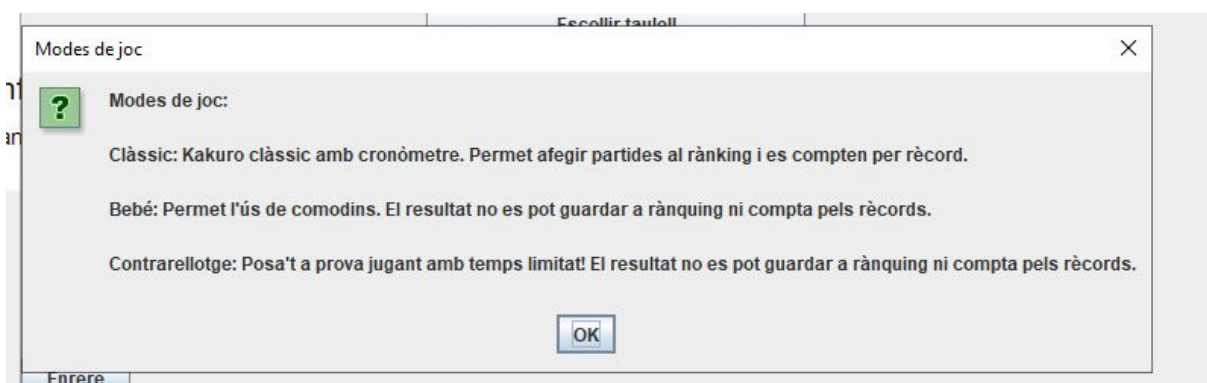 Escollir taulell
Modes de joc
Modes de joc:
Clàssic: Kakuro clàssic amb cronòmetre. Permet afegir partides al rànking i es compten per rècord.
Bebé: Permet l'ús de comodins. El resultat no es pot guardar a rànquing ni compta pels rècords.
Contrarellotge: Posa't a prova jugant amb temps limitat! El resultat no es pot guardar a rànquing ni compta pels rècords.
OK
Enrere